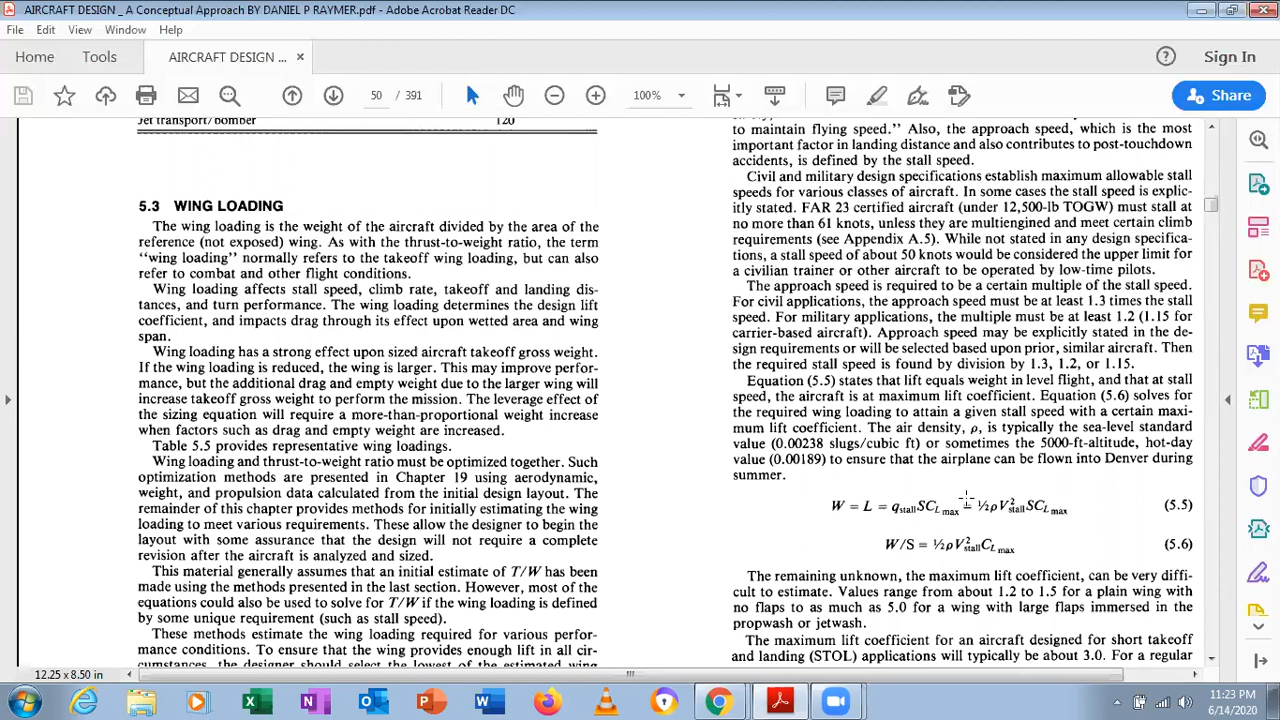 AIRCRAFT DESIGN _ A Conceptual Approach BY DANIEL P RAYMER.pdf - Adobe Acrobat Reader DC
File Edit View Window Help
Home Tools AIRCRAFT DESIGN ... × Sign In
50 / 391 100% Share
Jet transport/bomber 120
5.3 WING LOADING
The wing loading is the weight of the aircraft divided by the area of the
reference (not exposed) wing. As with the thrust-to-weight ratio, the term
“wing loading” normally refers to the takeoff wing loading, but can also
refer to combat and other flight conditions.
Wing loading affects stall speed, climb rate, takeoff and landing dis-
tances, and turn performance. The wing loading determines the design lift
coefficient, and impacts drag through its effect upon wetted area and wing
span.
Wing loading has a strong effect upon sized aircraft takeoff gross weight.
If the wing loading is reduced, the wing is larger. This may improve perfor-
mance, but the additional drag and empty weight due to the larger wing will
increase takeoff gross weight to perform the mission. The leverage effect of
the sizing equation will require a more-than-proportional weight increase
when factors such as drag and empty weight are increased.
Table 5.5 provides representative wing loadings.
Wing loading and thrust-to-weight ratio must be optimized together. Such
optimization methods are presented in Chapter 19 using aerodynamic,
weight, and propulsion data calculated from the initial design layout. The
remainder of this chapter provides methods for initially estimating the wing
loading to meet various requirements. These allow the designer to begin the
layout with some assurance that the design will not require a complete
revision after the aircraft is analyzed and sized.
This material generally assumes that an initial estimate of T/W has been
made using the methods presented in the last section. However, most of the
equations could also be used to solve for T/W if the wing loading is defined
by some unique requirement (such as stall speed).
These methods estimate the wing loading required for various perfor-
mance conditions. To ensure that the wing provides enough lift in all cir-
cumstances, the designer should select the lowest of the estimated wing
to maintain flying speed.” Also, the approach speed, which is the most
important factor in landing distance and also contributes to post-touchdown
accidents, is defined by the stall speed.
Civil and military design specifications establish maximum allowable stall
speeds for various classes of aircraft. In some cases the stall speed is explic-
itly stated. FAR 23 certified aircraft (under 12,500-lb TOGW) must stall at
no more than 61 knots, unless they are multiengined and meet certain climb
requirements (see Appendix A.5). While not stated in any design specifica-
tions, a stall speed of about 50 knots would be considered the upper limit for
a civilian trainer or other aircraft to be operated by low-time pilots.
The approach speed is required to be a certain multiple of the stall speed.
For civil applications, the approach speed must be at least 1.3 times the stall
speed. For military applications, the multiple must be at least 1.2 (1.15 for
carrier-based aircraft). Approach speed may be explicitly stated in the de-
sign requirements or will be selected based upon prior, similar aircraft. Then
the required stall speed is found by division by 1.3, 1.2, or 1.15.
Equation (5.5) states that lift equals weight in level flight, and that at stall
speed, the aircraft is at maximum lift coefficient. Equation (5.6) solves for
the required wing loading to attain a given stall speed with a certain maxi-
mum lift coefficient. The air density, ρ, is typically the sea-level standard
value (0.00238 slugs/cubic ft) or sometimes the 5000-ft-altitude, hot-day
value (0.00189) to ensure that the airplane can be flown into Denver during
summer.
W = L = q_stall SC_L max = ½ρV²_stall SC_L max (5.5)
W/S = ½ρV²_stall C_L max (5.6)
The remaining unknown, the maximum lift coefficient, can be very diffi-
cult to estimate. Values range from about 1.2 to 1.5 for a plain wing with
no flaps to as much as 5.0 for a wing with large flaps immersed in the
propwash or jetwash.
The maximum lift coefficient for an aircraft designed for short takeoff
and landing (STOL) applications will typically be about 3.0. For a regular
12.25 x 8.50 in
11:23 PM
6/14/2020